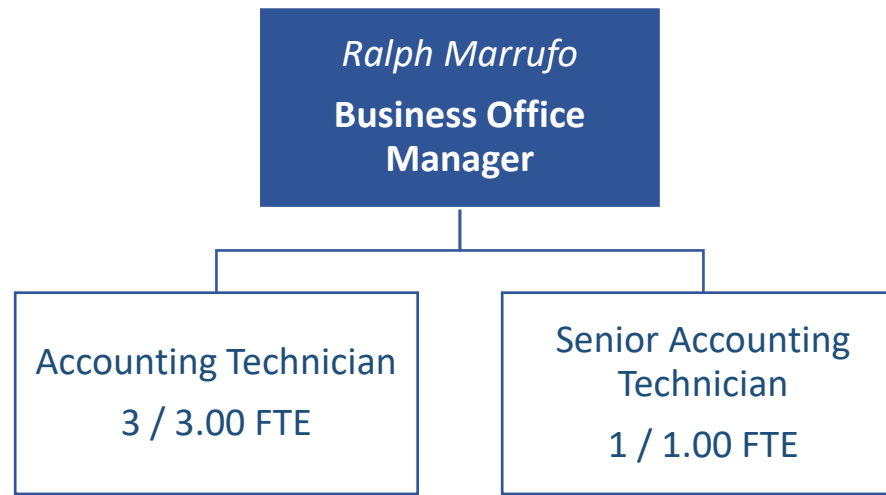 Ralph Marrufo
Business Office
Manager
Accounting Technician
3 / 3.00 FTE
Senior Accounting
Technician
1 / 1.00 FTE